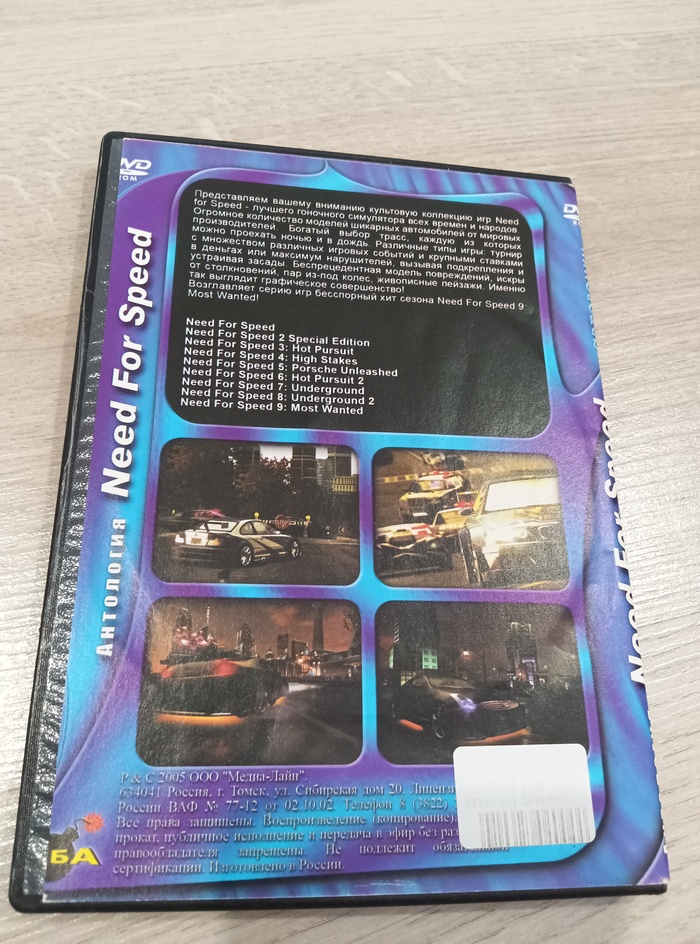 Представляем вашему вниманию культовую коллекцию игр Need
for Speed - лучшего гоночного симулятора всех времен и народов.
Огромное количество моделей шикарных автомобилей от мировых
производителей. Богатый выбор трасс, каждую из которых
можно проехать ночью и в дождь. Различные типы игры: турнир
с множеством различных игровых событий и крупными ставками
в деньгах или максимум нарушителей, вызывая подкрепления и
устраивая засады. Беспрецедентная модель повреждений, искры
от столкновений, пар из-под колес, живописные пейзажи. Именно
так выглядит графическое совершенство!
Возглавляет серию игр бесспорный хит сезона Need For Speed 9:
Most Wanted!
Need For Speed
Need For Speed 2 Special Edition
Need For Speed 3: Hot Pursuit
Need For Speed 4: High Stakes
Need For Speed 5: Porsche Unleashed
Need For Speed 6: Hot Pursuit 2
Need For Speed 7: Underground
Need For Speed 8: Underground 2
Need For Speed 9: Most Wanted
Антология Need For Speed
Need For Speed
P & C 2005 ООО "Медиа-Лайн".
634041 Россия, г. Томск, ул. Сибирская дом 20.
России ВАФ № 77-12 от 02.10.02 Телефон 8 (3822),
Все права защищены. Воспроизведение (копирование),
прокат, публичное исполнение и передача в эфир без
правообладателя запрещены. Не подлежит обязательной
сертификации. Изготовлено в России.
БА